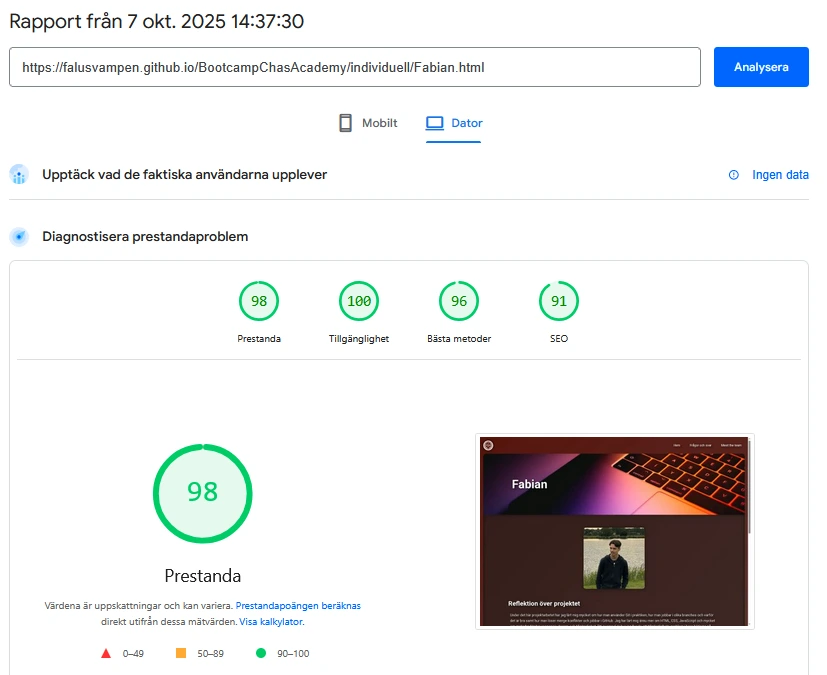 Rapport från 7 okt. 2025 14:37:30
https://falusvampen.github.io/BootcampChasAcademy/individuell/Fabian.html
Analysera
Mobilt
Dator
Upptäck vad de faktiska användarna upplever
Ingen data
Diagnostisera prestandaproblem
98
100
96
91
Prestanda
Tillgänglighet
Bästa metoder
SEO
98
Prestanda
Värdena är uppskattningar och kan variera. Prestandapoängen beräknas
direkt utifrån dessa mätvärden. Visa kalkylator.
0–49
50–89
90–100
Fabian
Reflektion över projektet